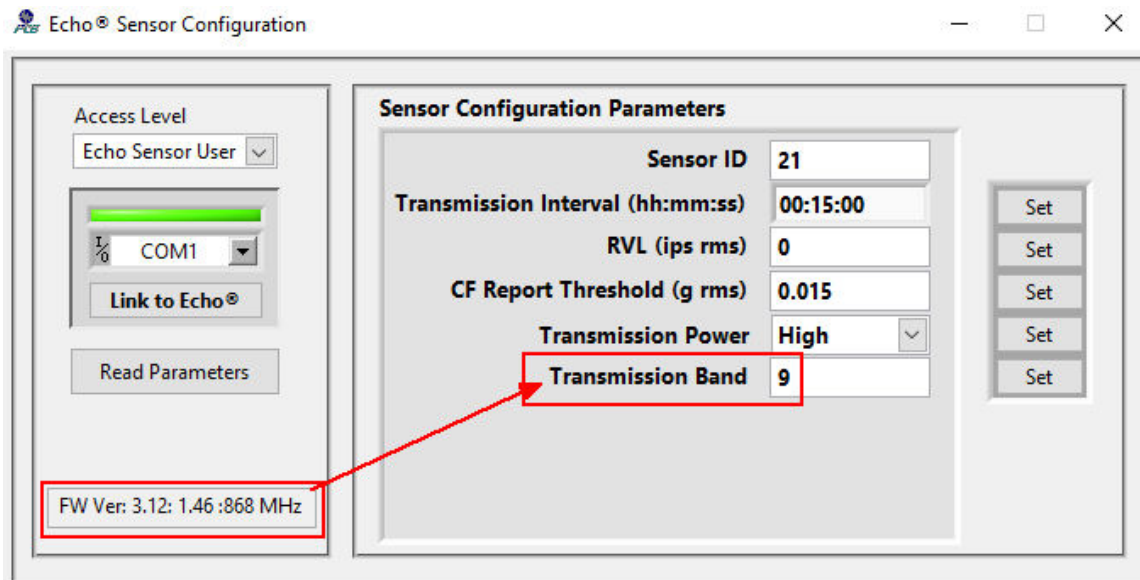 Echo® Sensor Configuration
Access Level
Echo Sensor User
I/O COM1
Link to Echo®
Read Parameters
FW Ver: 3.12: 1.46 :868 MHz
Sensor Configuration Parameters
Sensor ID 21
Transmission Interval (hh:mm:ss) 00:15:00 Set
RVL (ips rms) 0 Set
CF Report Threshold (g rms) 0.015 Set
Transmission Power High Set
Transmission Band 9 Set